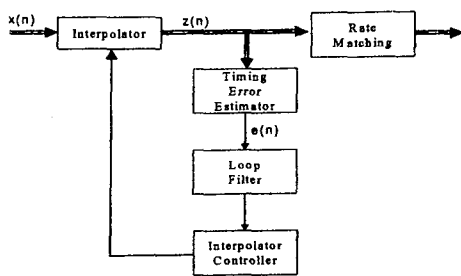 x(n)
Interpolator
z(n)
Rate
Matching
Timing
Error
Estimator
e(n)
Loop
Filter
Interpolator
Controller